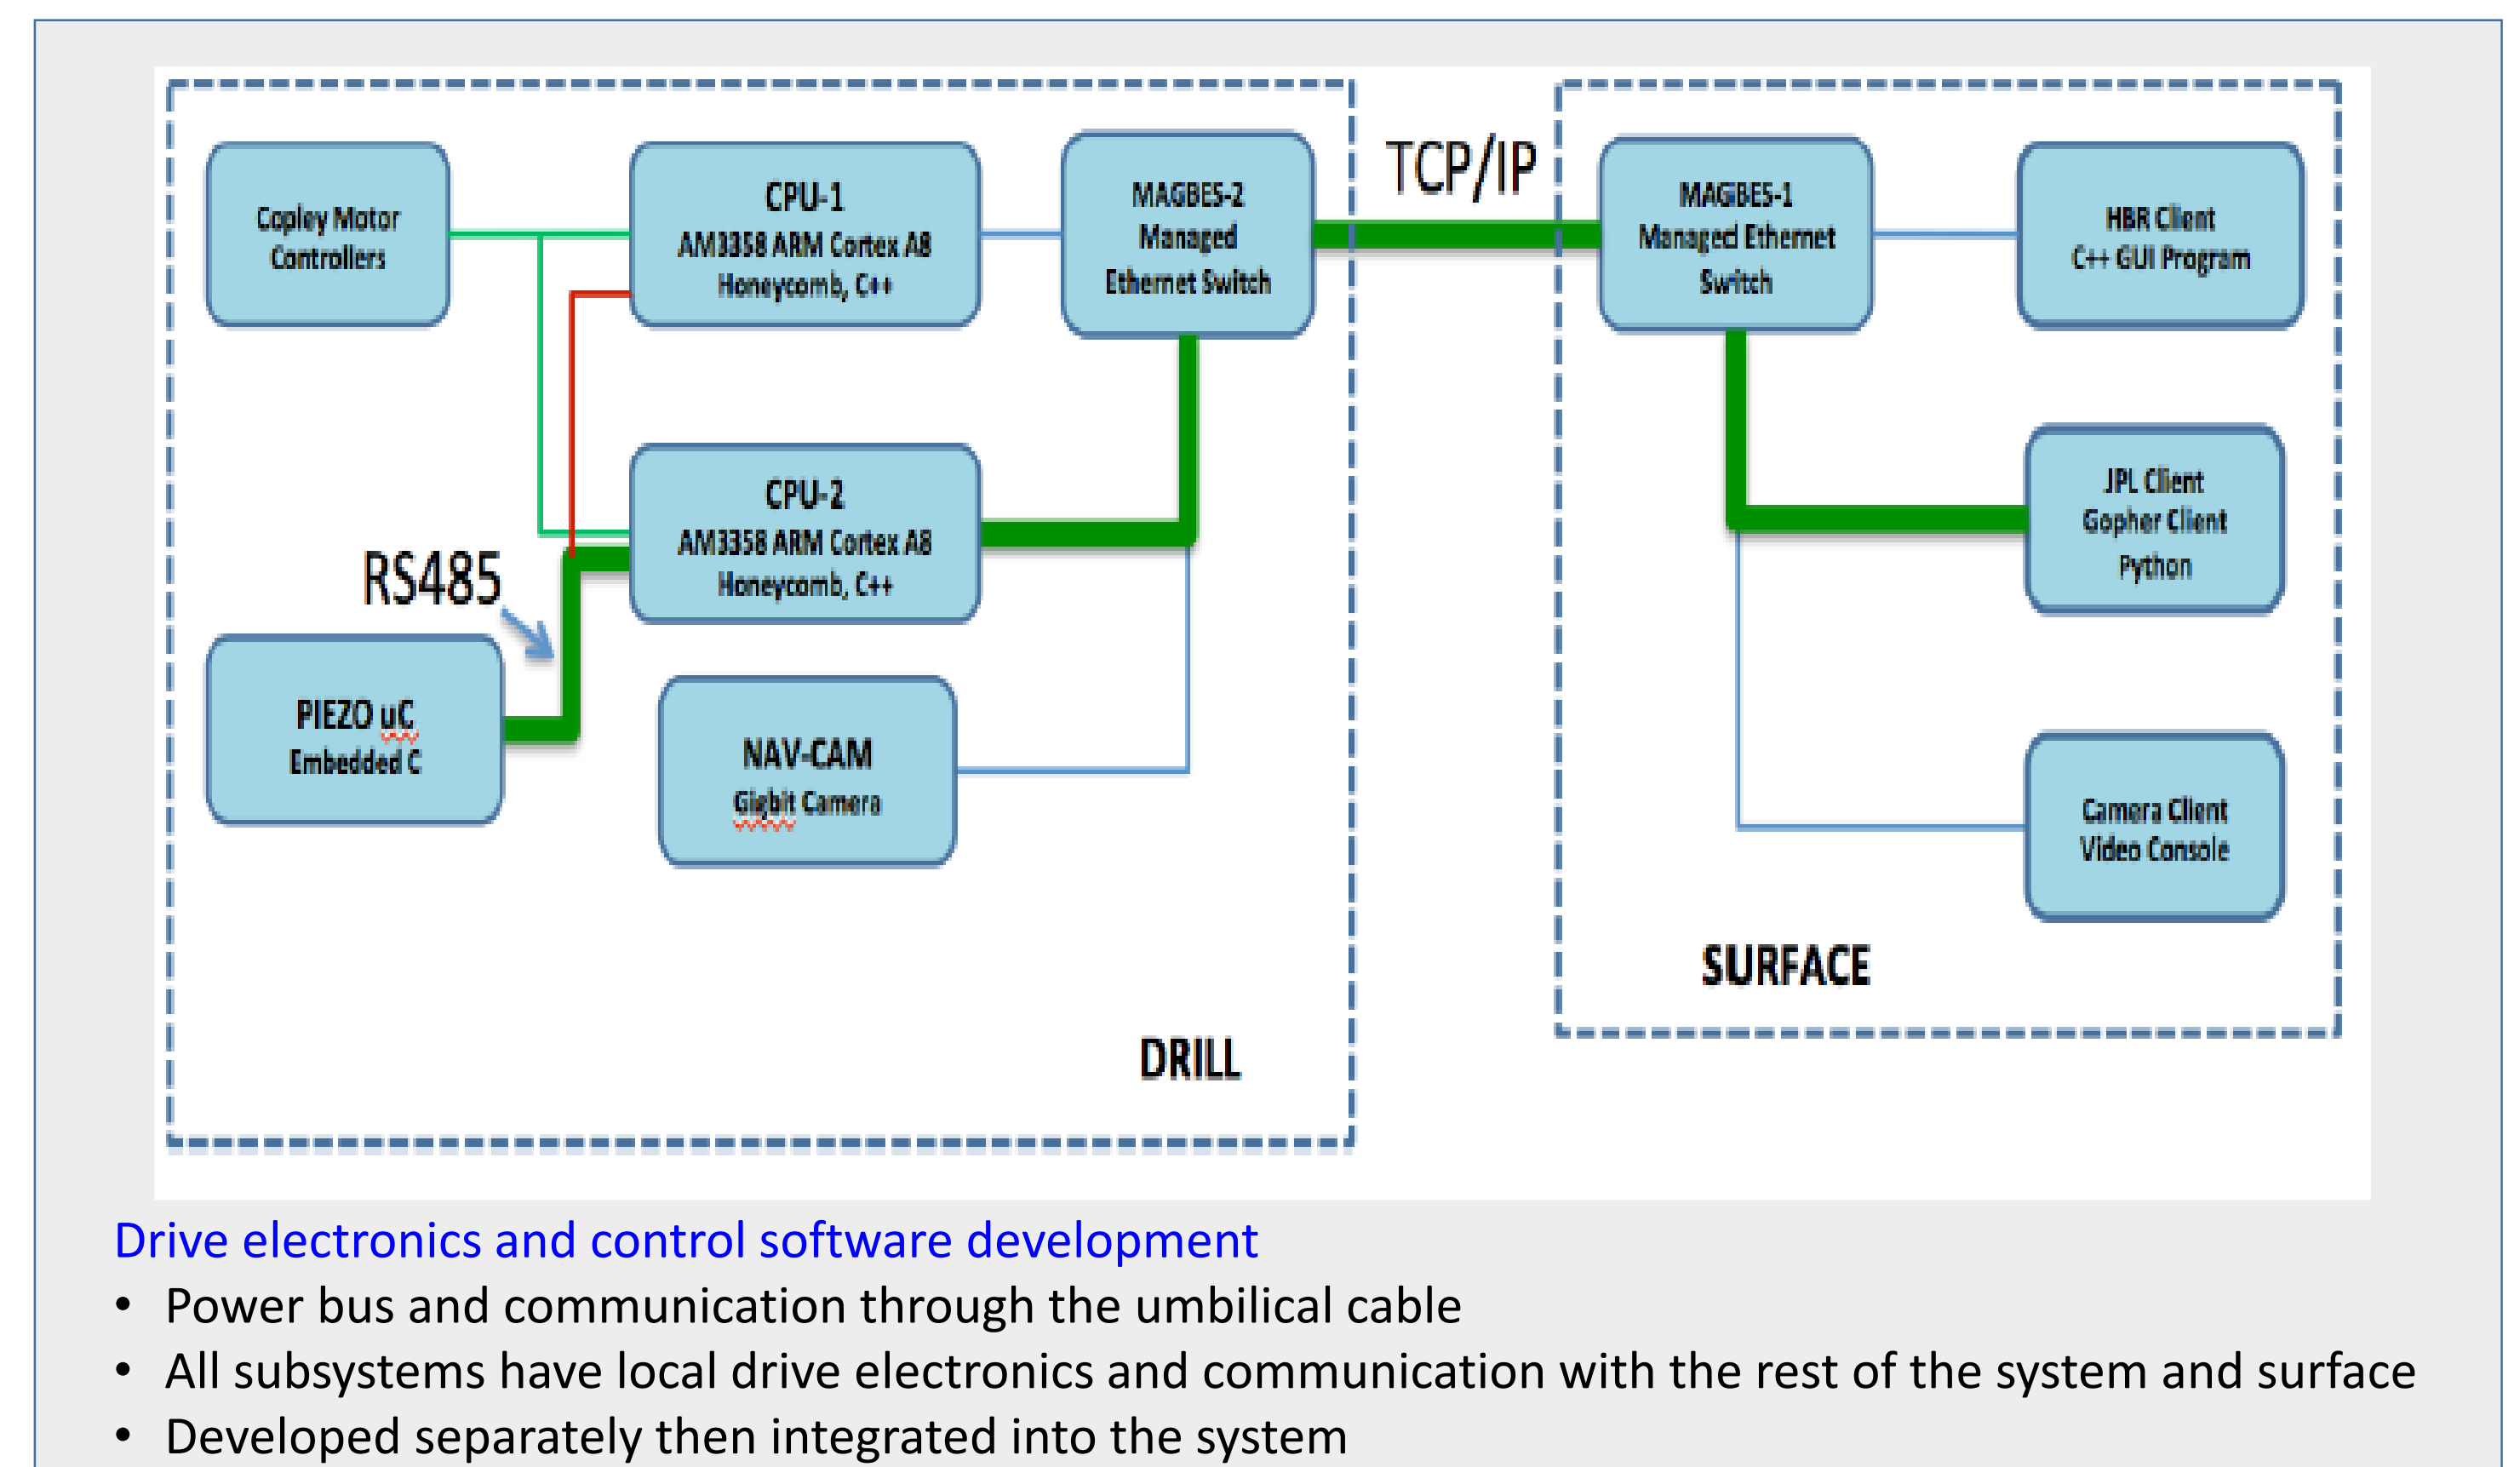 Copley Motor
Controllers
CPU-1
AM3358 ARM Cortex A8
Honeycomb, C++
MAGBES-2
Managed
Ethernet Switch
TCP/IP
MAGBES-1
Managed Ethernet
Switch
HBR Client
C++ GUI Program
CPU-2
AM3358 ARM Cortex A8
Honeycomb, C++
JPL Client
Gopher Client
Python
RS485
PIEZO uC
Embedded C
NAV-CAM
Gigbit Camera
Camera Client
Video Console
SURFACE
DRILL
Drive electronics and control software development
• Power bus and communication through the umbilical cable
• All subsystems have local drive electronics and communication with the rest of the system and surface
• Developed separately then integrated into the system